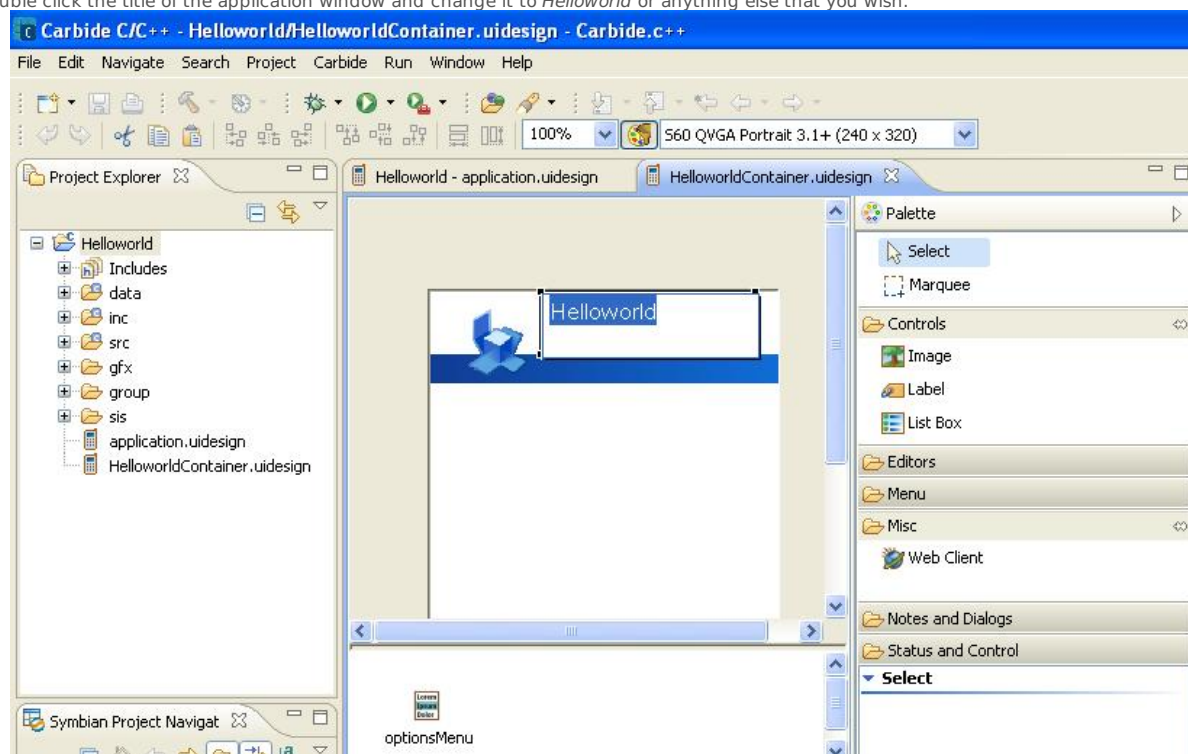 uble click the title of the application window and change it to Helloworld or anything else that you wish.
Carbide C/C++ - Helloworld/HelloworldContainer.uidesign - Carbide.c++
File Edit Navigate Search Project Carbide Run Window Help
100% S60 QVGA Portrait 3.1+ (240 x 320)
Project Explorer
Helloworld - application.uidesign
HelloworldContainer.uidesign
Helloworld
Includes
data
inc
src
gfx
group
sis
application.uidesign
HelloworldContainer.uidesign
Helloworld
Palette
Select
Marquee
Controls
Image
Label
List Box
Editors
Menu
Misc
Web Client
Notes and Dialogs
Status and Control
Select
Symbian Project Navigat
Lorem
Ipsum
Dolor
optionsMenu